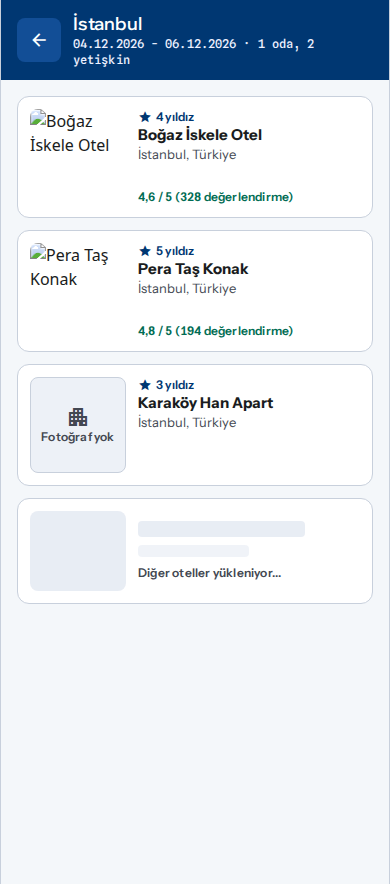 İstanbul
04.12.2026 - 06.12.2026 · 1 oda, 2
yetişkin
Boğaz
İskele Otel
4 yıldız
Boğaz İskele Otel
İstanbul, Türkiye
4,6 / 5 (328 değerlendirme)
Pera Taş
Konak
5 yıldız
Pera Taş Konak
İstanbul, Türkiye
4,8 / 5 (194 değerlendirme)
Fotoğraf yok
3 yıldız
Karaköy Han Apart
İstanbul, Türkiye
Diğer oteller yükleniyor...